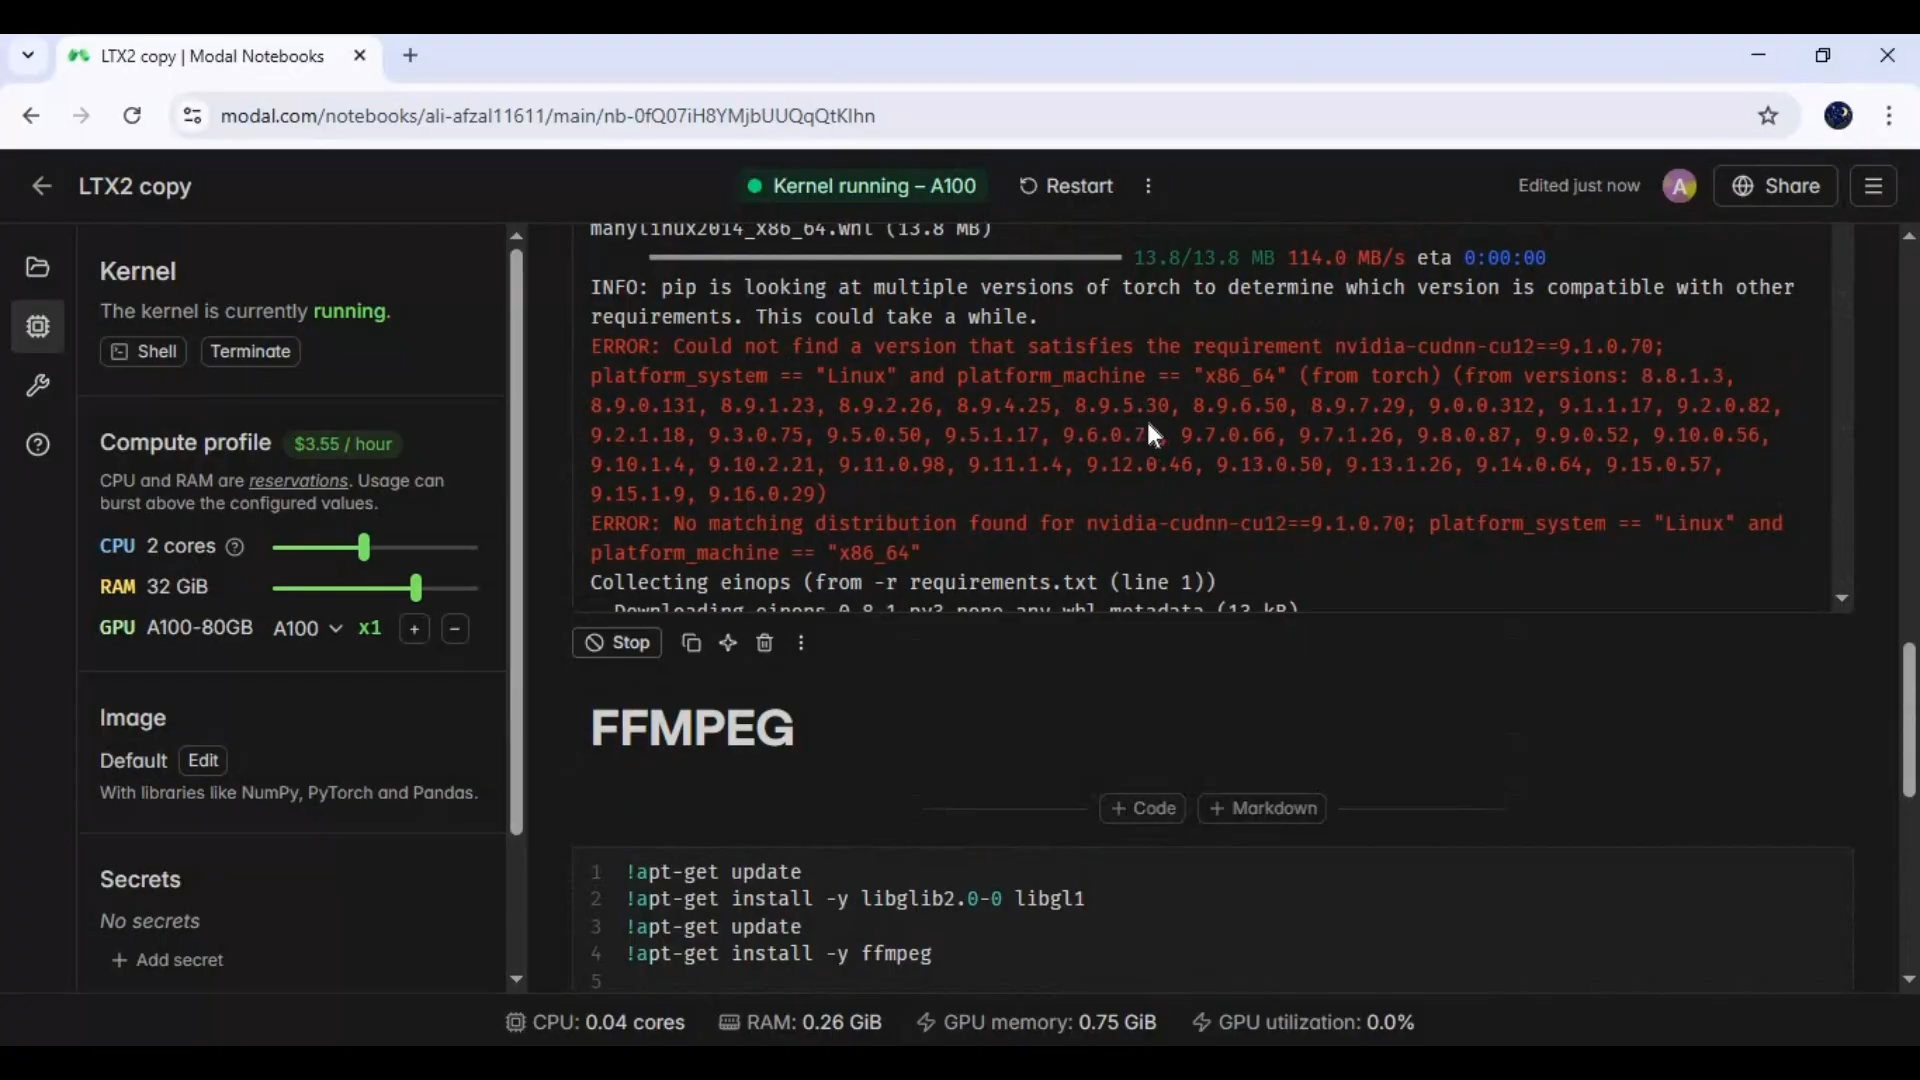 LTX2 copy | Modal Notebooks
modal.com/notebooks/ali-afzal11611/main/nb-0fQ07iH8YMjbUUQqQtKIhn
LTX2 copy
Kernel running – A100
Restart
Edited just now
A
Share
Kernel
The kernel is currently running.
Shell
Terminate
Compute profile
$3.55 / hour
CPU and RAM are reservations. Usage can
burst above the configured values.
CPU 2 cores
RAM 32 GiB
GPU A100-80GB A100 x1 + -
Image
Default Edit
With libraries like NumPy, PyTorch and Pandas.
Secrets
No secrets
+ Add secret
manylinux2014_x86_64.whl (13.8 MB)
13.8/13.8 MB 114.0 MB/s eta 0:00:00
INFO: pip is looking at multiple versions of torch to determine which version is compatible with other
requirements. This could take a while.
ERROR: Could not find a version that satisfies the requirement nvidia-cudnn-cu12==9.1.0.70;
platform_system == "Linux" and platform_machine == "x86_64" (from torch) (from versions: 8.8.1.3,
8.9.0.131, 8.9.1.23, 8.9.2.26, 8.9.4.25, 8.9.5.30, 8.9.6.50, 8.9.7.29, 9.0.0.312, 9.1.1.17, 9.2.0.82,
9.2.1.18, 9.3.0.75, 9.5.0.50, 9.5.1.17, 9.7.0.66, 9.7.1.26, 9.8.0.87, 9.9.0.52, 9.10.0.56,
9.10.1.4, 9.10.2.21, 9.11.0.98, 9.11.1.4, 9.12.0.46, 9.13.0.50, 9.13.1.26, 9.14.0.64, 9.15.0.57,
9.15.1.9, 9.16.0.29)
ERROR: No matching distribution found for nvidia-cudnn-cu12==9.1.0.70; platform_system == "Linux" and
platform_machine == "x86_64"
Collecting einops (from -r requirements.txt (line 1))
Downloading einops-0.8.1-py3-none-any.whl.metadata (13 kB)
Stop
FFMPEG
+ Code
+ Markdown
1 !apt-get update
2 !apt-get install -y libglib2.0-0 libgl1
3 !apt-get update
4 !apt-get install -y ffmpeg
5
CPU: 0.04 cores
RAM: 0.26 GiB
GPU memory: 0.75 GiB
GPU utilization: 0.0%